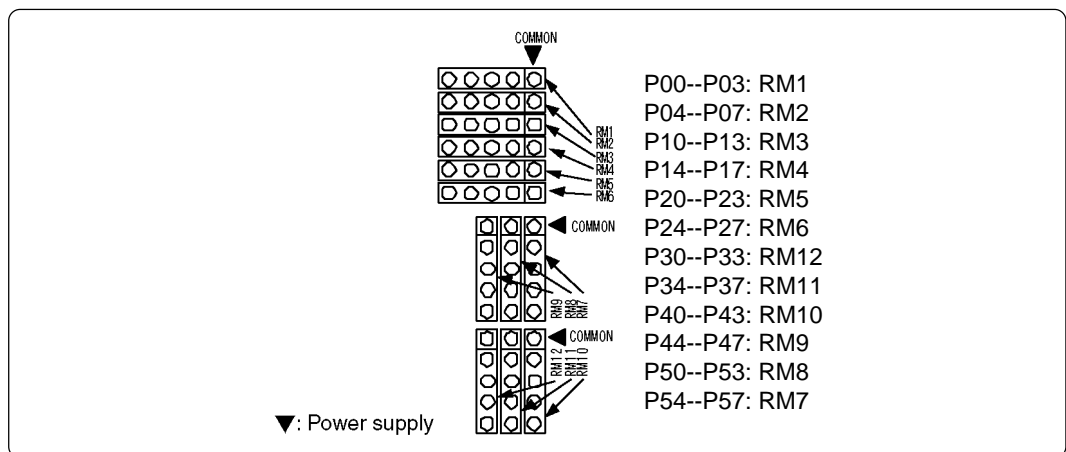 COMMON
RM1
RM2
RM3
RM4
RM5
RM6
COMMON
RM9
RM8
RM7
COMMON
RM12
RM11
RM10
▼: Power supply
P00--P03: RM1
P04--P07: RM2
P10--P13: RM3
P14--P17: RM4
P20--P23: RM5
P24--P27: RM6
P30--P33: RM12
P34--P37: RM11
P40--P43: RM10
P44--P47: RM9
P50--P53: RM8
P54--P57: RM7